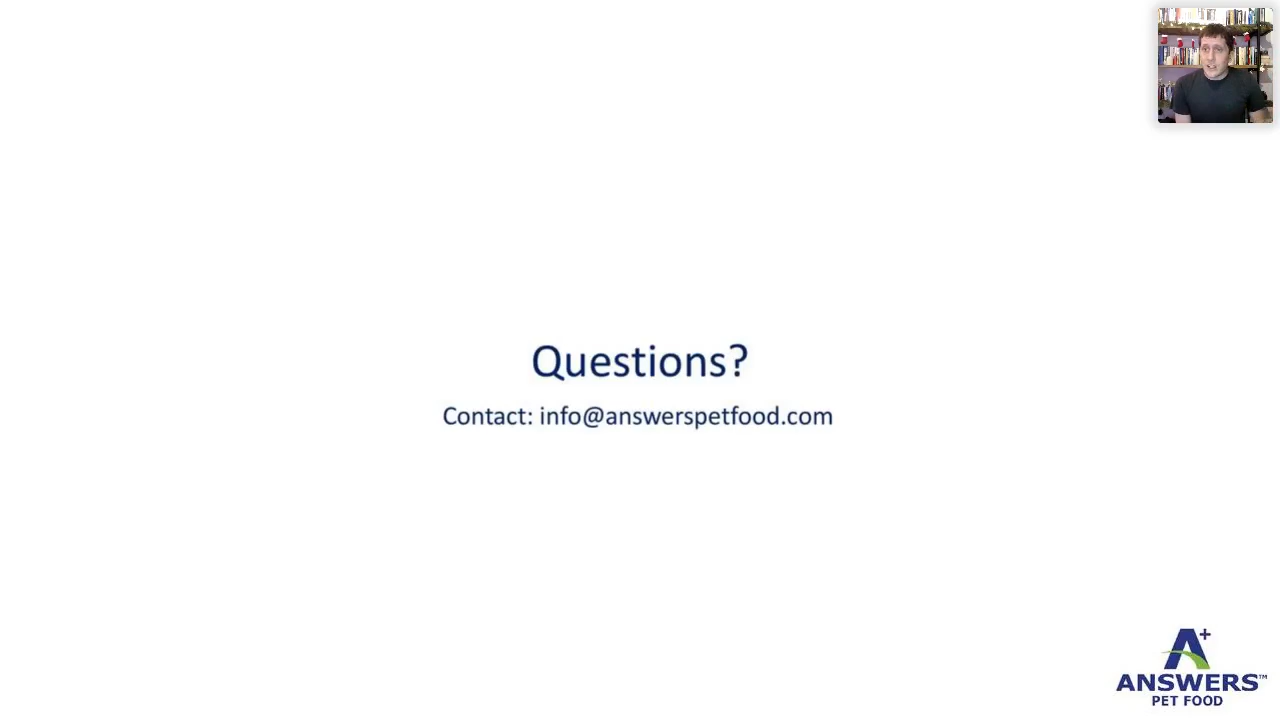 Questions?
Contact: info@answerspetfood.com
A+
ANSWERS™
PET FOOD